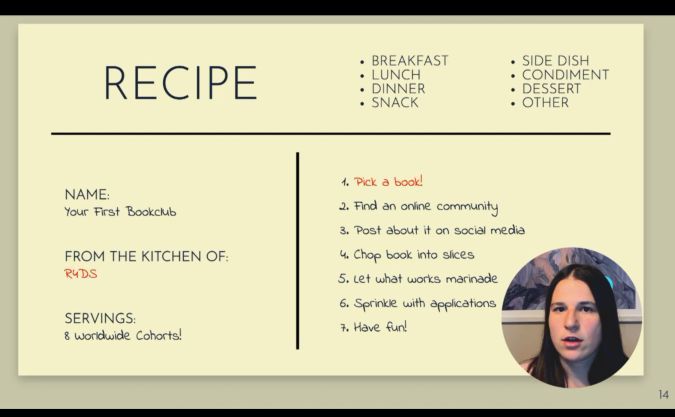 RECIPE
• BREAKFAST
• LUNCH
• DINNER
• SNACK
• SIDE DISH
• CONDIMENT
• DESSERT
• OTHER
NAME:
Your First Bookclub
FROM THE KITCHEN OF:
R4DS
SERVINGS:
8 Worldwide Cohorts!
1. Pick a book!
2. Find an online community
3. Post about it on social media
4. Chop book into slices
5. Let what works marinade
6. Sprinkle with applications
7. Have fun!
14